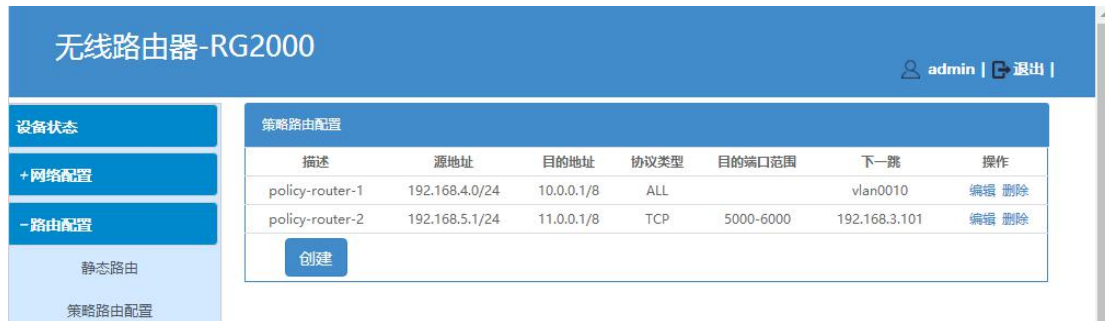 无线路由器-RG2000
admin | 退出 |
设备状态
+网络配置
-路由配置
静态路由
策略路由配置
策略路由配置
描述 源地址 目的地址 协议类型 目的端口范围 下一跳 操作
policy-router-1 192.168.4.0/24 10.0.0.1/8 ALL vlan0010 编辑 删除
policy-router-2 192.168.5.1/24 11.0.0.1/8 TCP 5000-6000 192.168.3.101 编辑 删除
创建